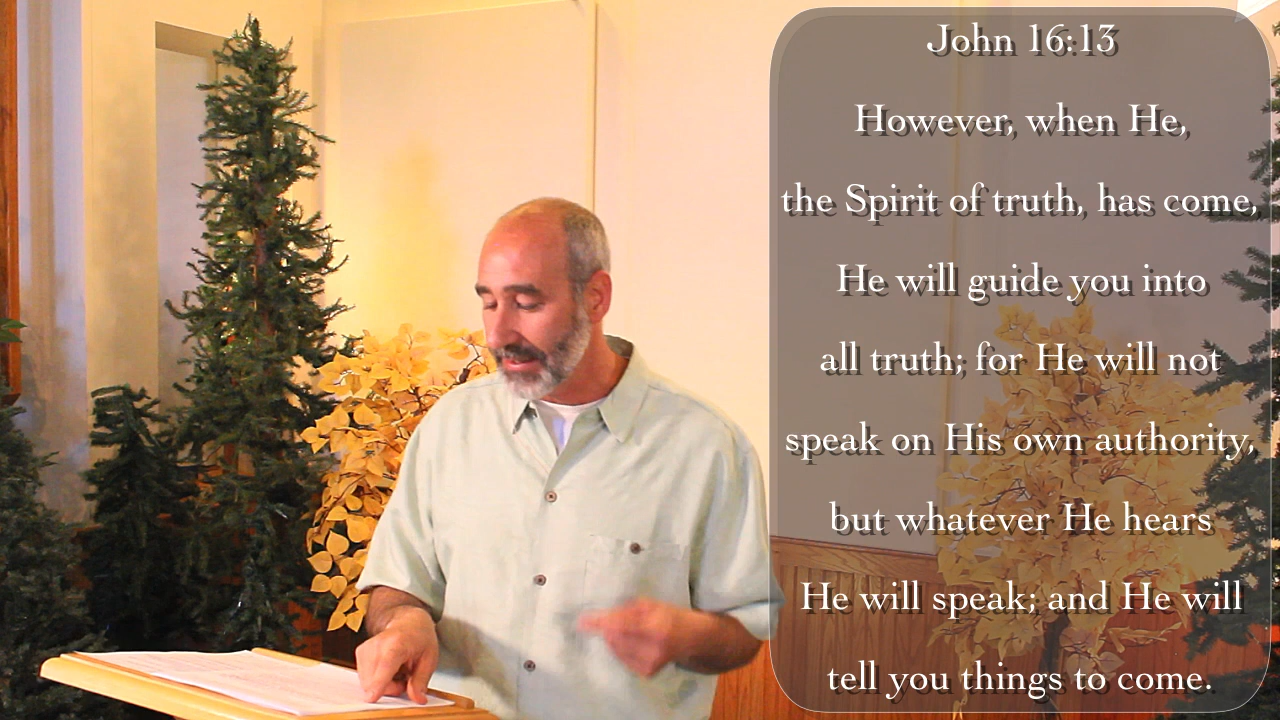 John 16:13
However, when He,
the Spirit of truth, has come,
He will guide you into
all truth; for He will not
speak on His own authority,
but whatever He hears
He will speak; and He will
tell you things to come.